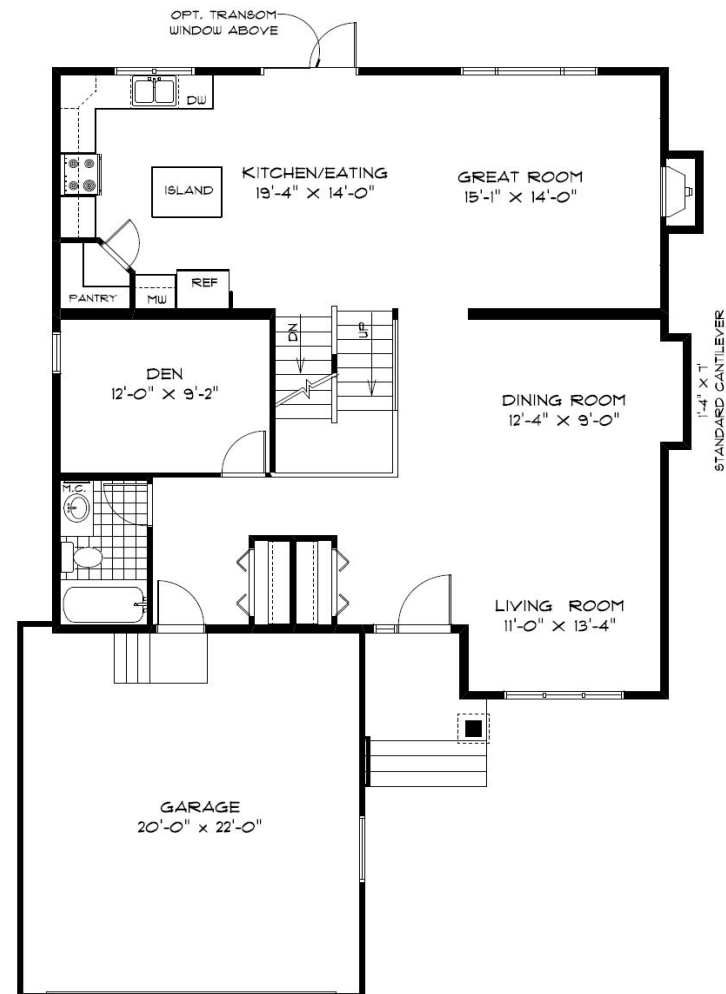 OPT. TRANSOM
WINDOW ABOVE
DW
KITCHEN/EATING
19'-4" X 14'-0"
GREAT ROOM
15'-1" X 14'-0"
ISLAND
PANTRY
MW
REF
DN
UP
DEN
12'-0" X 9'-2"
DINING ROOM
12'-4" X 9'-0"
1'-4" X 7'
STANDARD CANTILEVER
M.C.
LIVING ROOM
11'-0" X 13'-4"
GARAGE
20'-0" x 22'-0"